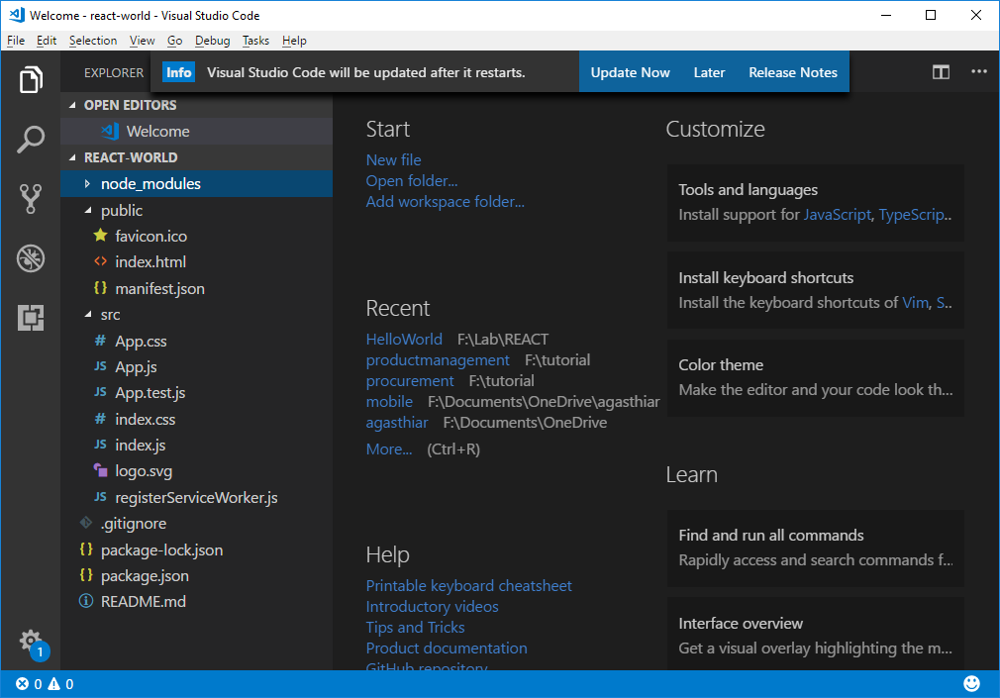 Welcome - react-world - Visual Studio Code
File Edit Selection View Go Debug Tasks Help
EXPLORER
Info Visual Studio Code will be updated after it restarts. Update Now Later Release Notes
OPEN EDITORS
Welcome
REACT-WORLD
node_modules
public
favicon.ico
index.html
{} manifest.json
src
# App.css
JS App.js
JS App.test.js
# index.css
JS index.js
logo.svg
JS registerServiceWorker.js
.gitignore
{} package-lock.json
{} package.json
README.md
Start
New file
Open folder...
Add workspace folder...
Recent
HelloWorld F:\Lab\REACT
productmanagement F:\tutorial
procurement F:\tutorial
mobile F:\Documents\OneDrive\agasthiar
agasthiar F:\Documents\OneDrive
More... (Ctrl+R)
Help
Printable keyboard cheatsheet
Introductory videos
Tips and Tricks
Product documentation
GitHub repository
Customize
Tools and languages
Install support for JavaScript, TypeScrip..
Install keyboard shortcuts
Install the keyboard shortcuts of Vim, S..
Color theme
Make the editor and your code look th...
Learn
Find and run all commands
Rapidly access and search commands f...
Interface overview
Get a visual overlay highlighting the m...
1
0 0